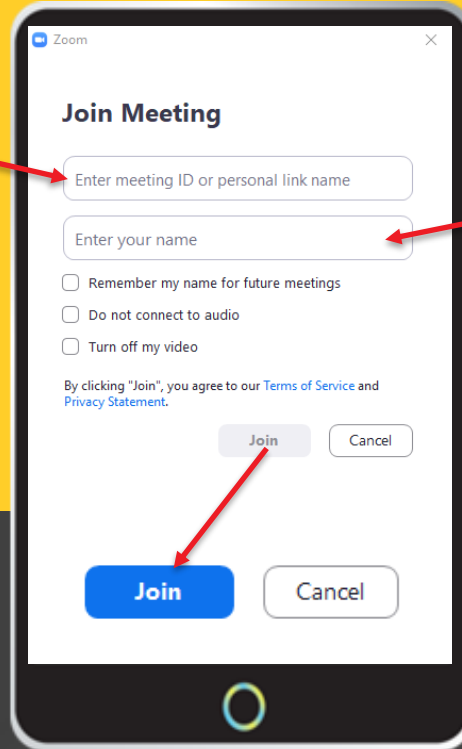 Zoom
Join Meeting
Enter meeting ID or personal link name
Enter your name
Remember my name for future meetings
Do not connect to audio
Turn off my video
By clicking "Join", you agree to our Terms of Service and
Privacy Statement.
Join Cancel
Join Cancel